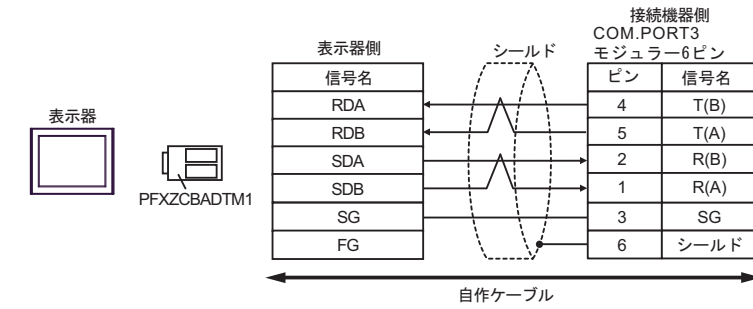 接続機器側
COM.PORT3
表示器側 シールド モジュラー6ピン
信号名 ピン 信号名
RDA 4 T(B)
表示器
RDB 5 T(A)
SDA 2 R(B)
SDB 1 R(A)
PFXZCBADTM1
SG 3 SG
FG 6 シールド
自作ケーブル